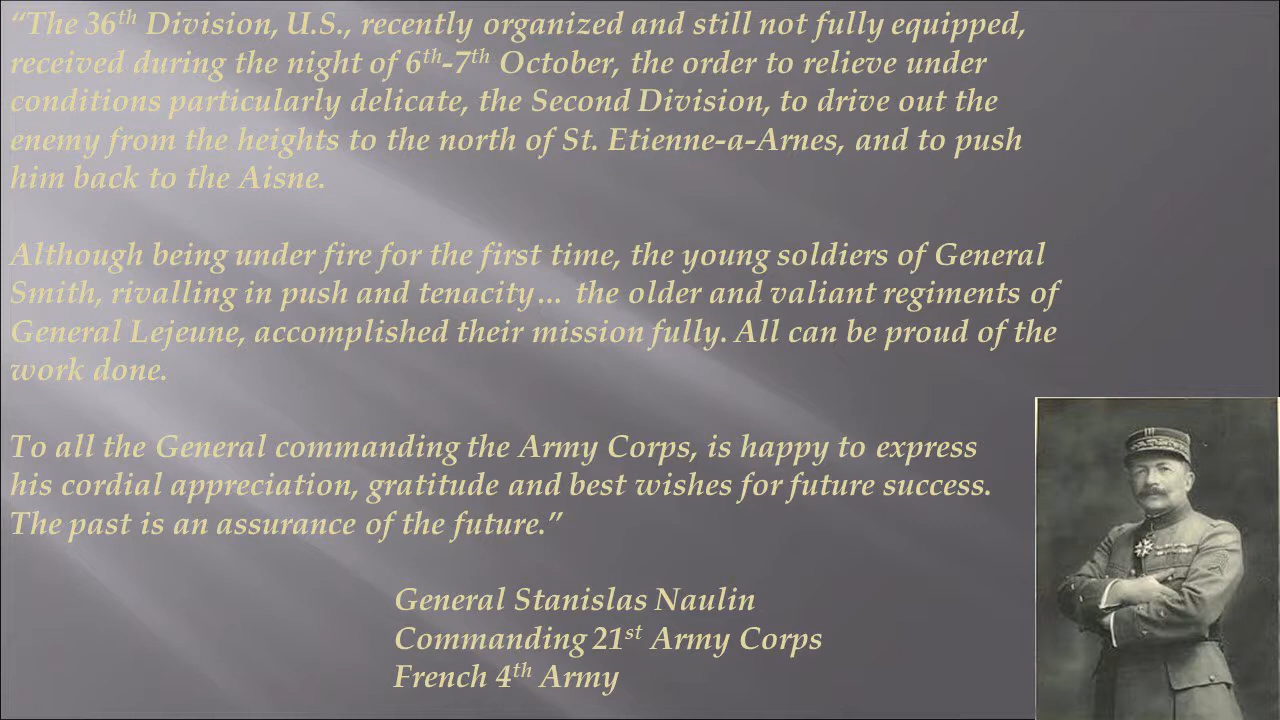 “The 36th Division, U.S., recently organized and still not fully equipped,
received during the night of 6th-7th October, the order to relieve under
conditions particularly delicate, the Second Division, to drive out the
enemy from the heights to the north of St. Etienne-a-Arnes, and to push
him back to the Aisne.
Although being under fire for the first time, the young soldiers of General
Smith, rivalling in push and tenacity… the older and valiant regiments of
General Lejeune, accomplished their mission fully. All can be proud of the
work done.
To all the General commanding the Army Corps, is happy to express
his cordial appreciation, gratitude and best wishes for future success.
The past is an assurance of the future.”
General Stanislas Naulin
Commanding 21st Army Corps
French 4th Army